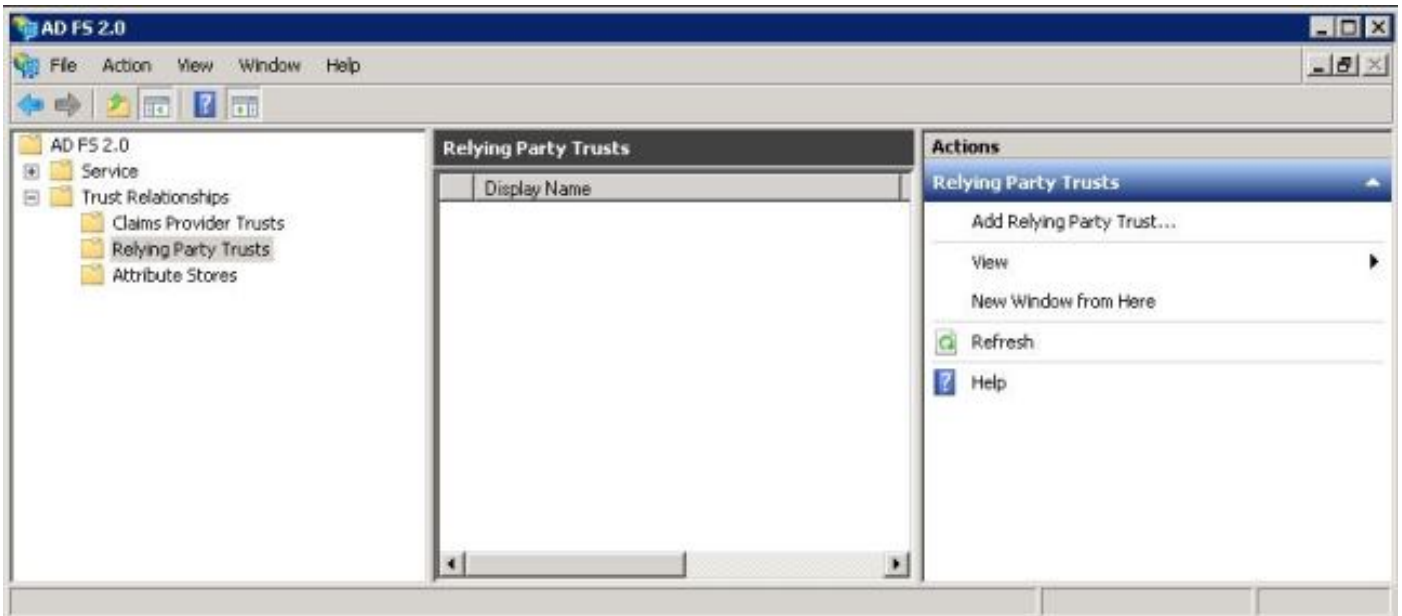 AD FS 2.0
File Action View Window Help
AD FS 2.0
Service
Trust Relationships
Claims Provider Trusts
Relying Party Trusts
Attribute Stores
Relying Party Trusts
Display Name
Actions
Relying Party Trusts
Add Relying Party Trust...
View
New Window from Here
Refresh
Help